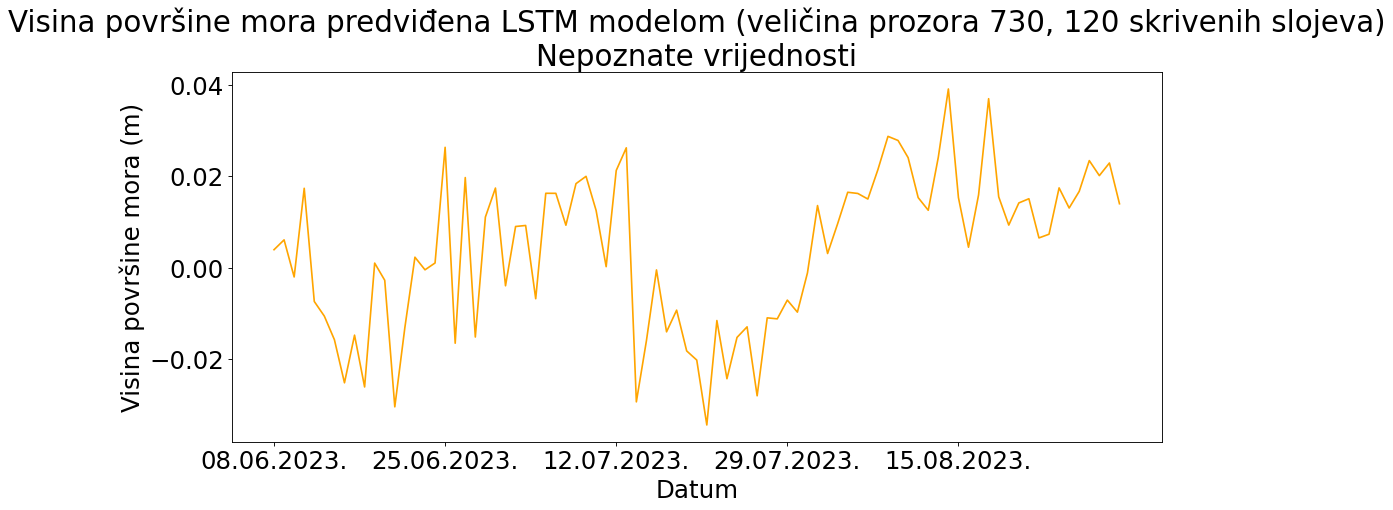 Visina površine mora predviđena LSTM modelom (veličina prozora 730, 120 skrivenih slojeva)
Nepoznate vrijednosti
Visina površine mora (m)
0.04
0.02
0.00
−0.02
08.06.2023.
25.06.2023.
12.07.2023.
29.07.2023.
15.08.2023.
Datum